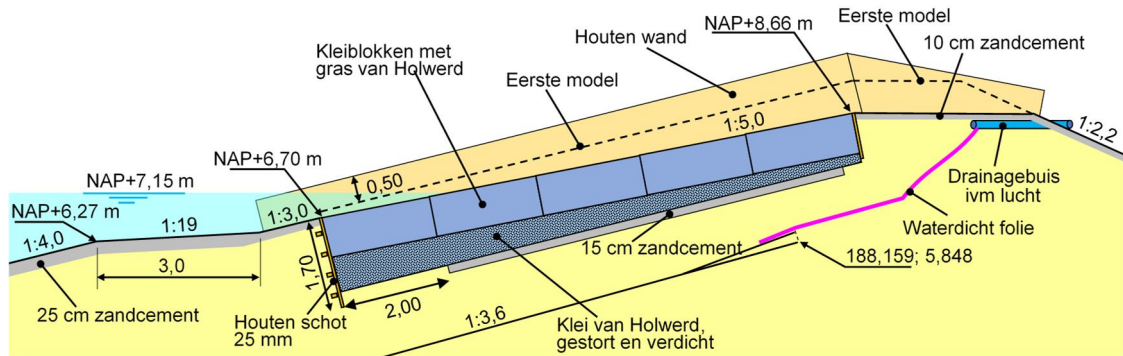 NAP+8,66 m
Eerste model
10 cm zandcement
Houten wand
Kleiblokken met
gras van Holwerd
Eerste model
1:5,0
1:2,2
NAP+6,70 m
NAP+7,15 m
0,50
Drainagebuis
ivm lucht
NAP+6,27 m
1:3,0
1:19
1:4,0
Waterdicht folie
15 cm zandcement
3,0
1,70
188,159; 5,848
2,00
25 cm zandcement
Houten schot
25 mm
1:3,6
Klei van Holwerd,
gestort en verdicht